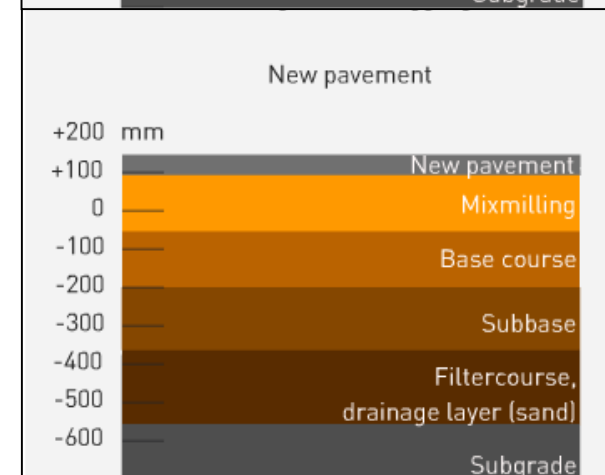 Subgrade
New pavement
+200 mm
+100 New pavement
0 Mixmilling
-100
Base course
-200
-300 Subbase
-400
Filtercourse,
-500
drainage layer (sand)
-600
Subgrade